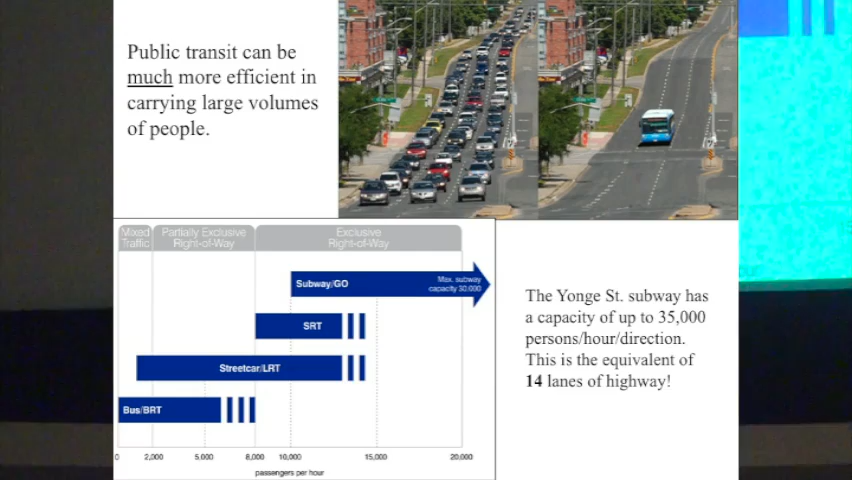 Public transit can be
much more efficient in
carrying large volumes
of people.
Mixed Traffic
Partially Exclusive Right-of-Way
Exclusive Right-of-Way
Subway/GO
Max. subway
capacity 30,000
SRT
Streetcar/LRT
Bus/BRT
0 2,000 5,000 8,000 10,000 15,000 20,000
passengers per hour
The Yonge St. subway has
a capacity of up to 35,000
persons/hour/direction.
This is the equivalent of
14 lanes of highway!